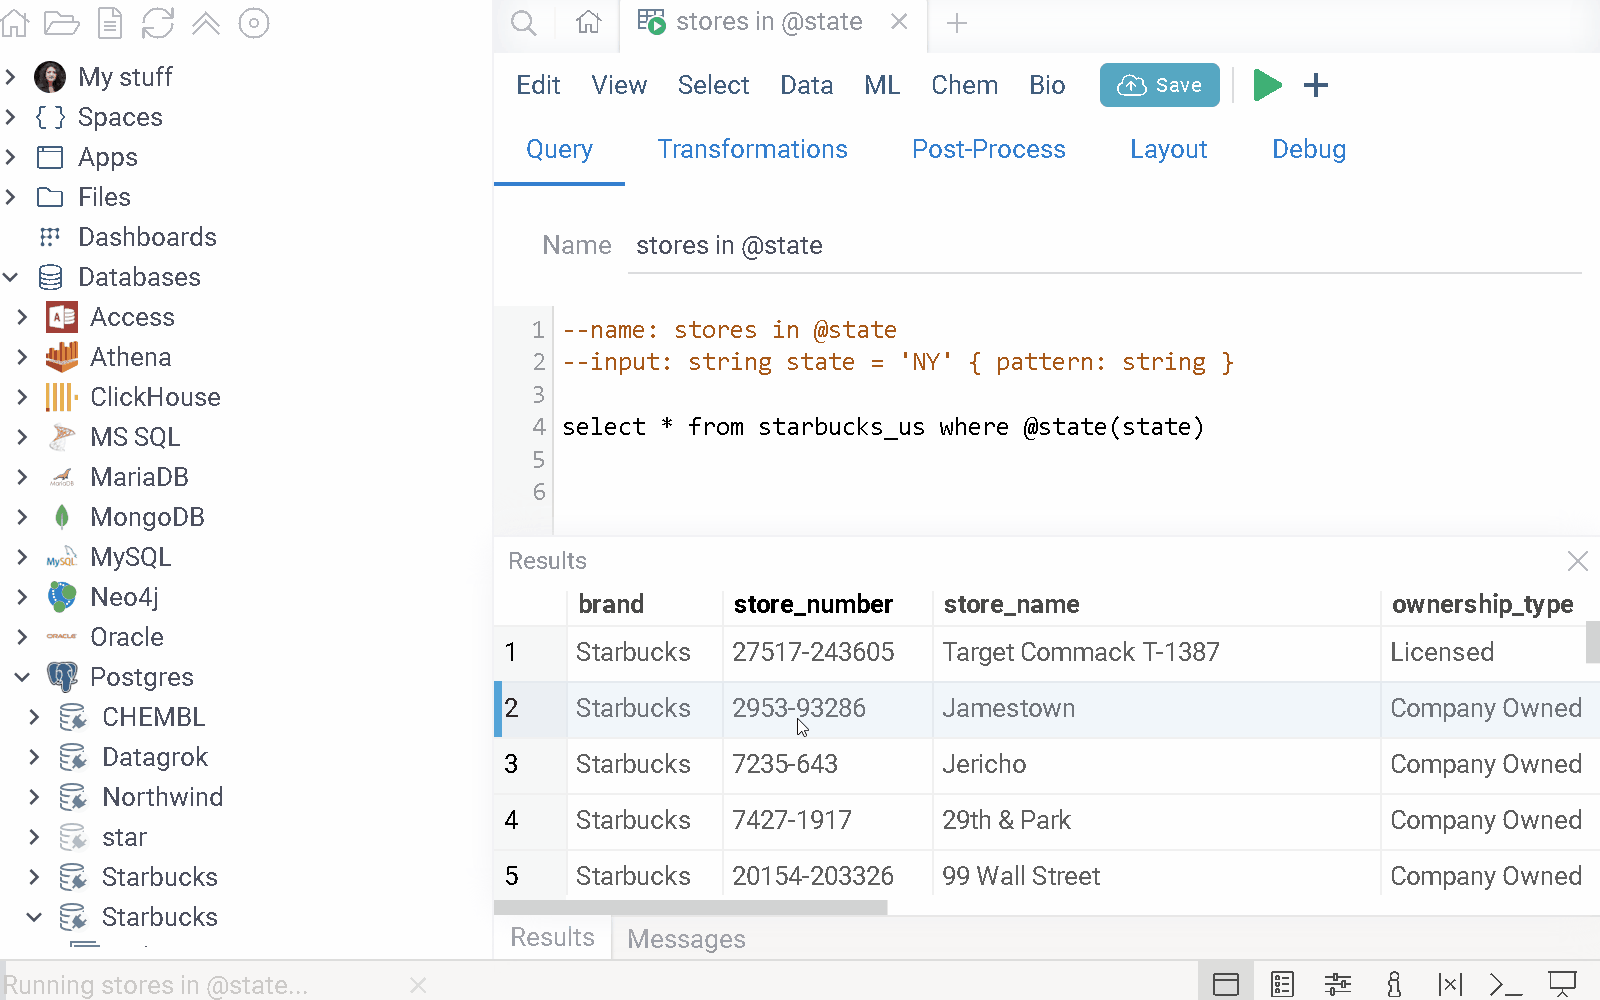 stores in @state
Edit View Select Data ML Chem Bio Save
Query Transformations Post-Process Layout Debug
Name stores in @state
1 --name: stores in @state
2 --input: string state = 'NY' { pattern: string }
3
4 select * from starbucks_us where @state(state)
5
6
My stuff
Spaces
Apps
Files
Dashboards
Databases
Access
Athena
ClickHouse
MS SQL
MariaDB
MongoDB
MySQL
Neo4j
ORACLE Oracle
Postgres
CHEMBL
Datagrok
Northwind
star
Starbucks
Starbucks
Results
brand store_number store_name ownership_type
1 Starbucks 27517-243605 Target Commack T-1387 Licensed
2 Starbucks 2953-93286 Jamestown Company Owned
3 Starbucks 7235-643 Jericho Company Owned
4 Starbucks 7427-1917 29th & Park Company Owned
5 Starbucks 20154-203326 99 Wall Street Company Owned
Results Messages
Running stores in @state...